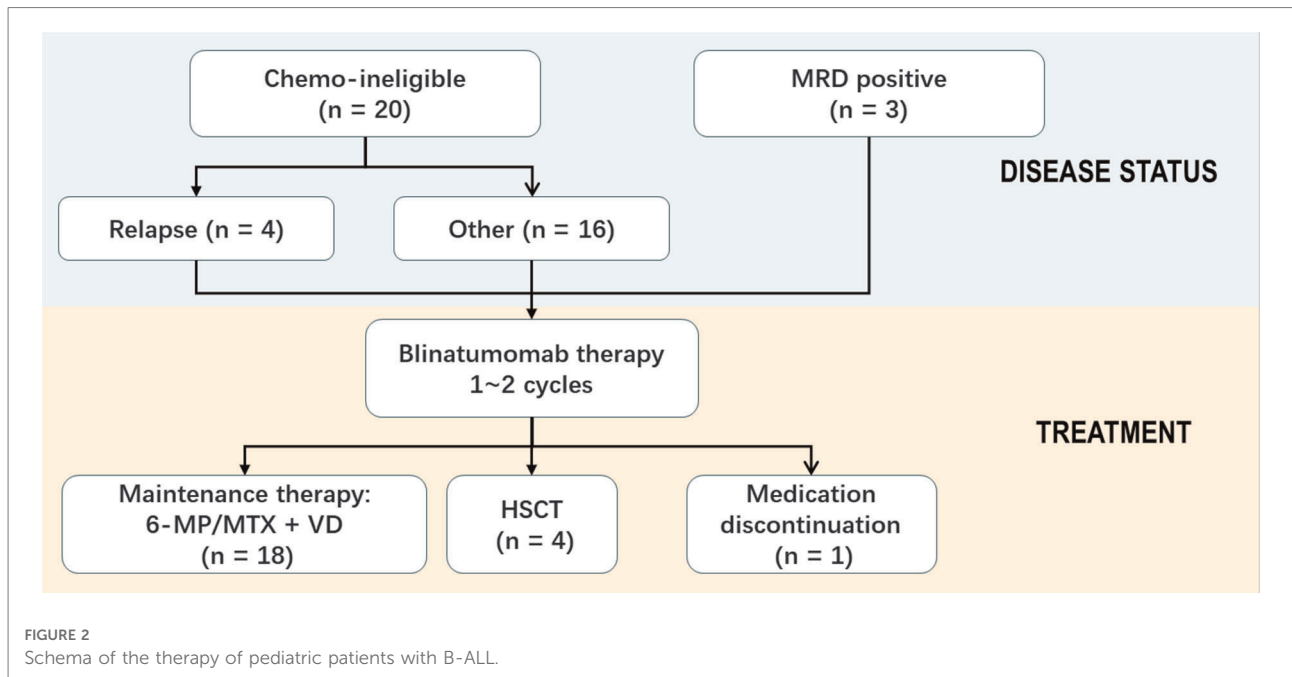 Chemo-ineligible
(n = 20)
MRD positive
(n = 3)
DISEASE STATUS
Relapse (n = 4)
Other (n = 16)
Blinatumomab therapy
1~2 cycles
TREATMENT
Maintenance therapy:
6-MP/MTX + VD
(n = 18)
HSCT
(n = 4)
Medication
discontinuation
(n = 1)
FIGURE 2
Schema of the therapy of pediatric patients with B-ALL.